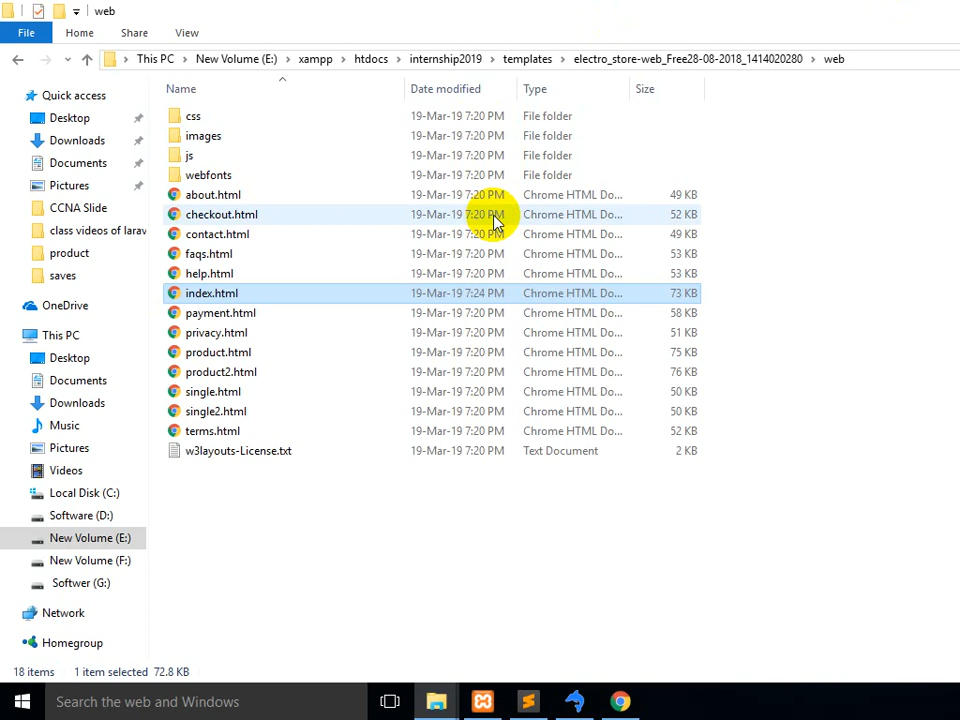 web
File Home Share View
This PC New Volume (E:) xampp htdocs internship2019 templates electro_store-web_Free28-08-2018_1414020280 web
Name Date modified Type Size
Quick access
Desktop
Downloads
Documents
Pictures
CCNA Slide
class videos of larav
product
saves
OneDrive
This PC
Desktop
Documents
Downloads
Music
Pictures
Videos
Local Disk (C:)
Software (D:)
New Volume (E:)
New Volume (F:)
Softwer (G:)
Network
Homegroup
css 19-Mar-19 7:20 PM File folder
images 19-Mar-19 7:20 PM File folder
js 19-Mar-19 7:20 PM File folder
webfonts 19-Mar-19 7:20 PM File folder
about.html 19-Mar-19 7:20 PM Chrome HTML Do... 49 KB
checkout.html 19-Mar-19 7:20 PM Chrome HTML Do... 52 KB
contact.html 19-Mar-19 7:20 PM Chrome HTML Do... 49 KB
faqs.html 19-Mar-19 7:20 PM Chrome HTML Do... 53 KB
help.html 19-Mar-19 7:20 PM Chrome HTML Do... 53 KB
index.html 19-Mar-19 7:24 PM Chrome HTML Do... 73 KB
payment.html 19-Mar-19 7:20 PM Chrome HTML Do... 58 KB
privacy.html 19-Mar-19 7:20 PM Chrome HTML Do... 51 KB
product.html 19-Mar-19 7:20 PM Chrome HTML Do... 75 KB
product2.html 19-Mar-19 7:20 PM Chrome HTML Do... 76 KB
single.html 19-Mar-19 7:20 PM Chrome HTML Do... 50 KB
single2.html 19-Mar-19 7:20 PM Chrome HTML Do... 50 KB
terms.html 19-Mar-19 7:20 PM Chrome HTML Do... 52 KB
w3layouts-License.txt 19-Mar-19 7:20 PM Text Document 2 KB
18 items 1 item selected 72.8 KB
Search the web and Windows